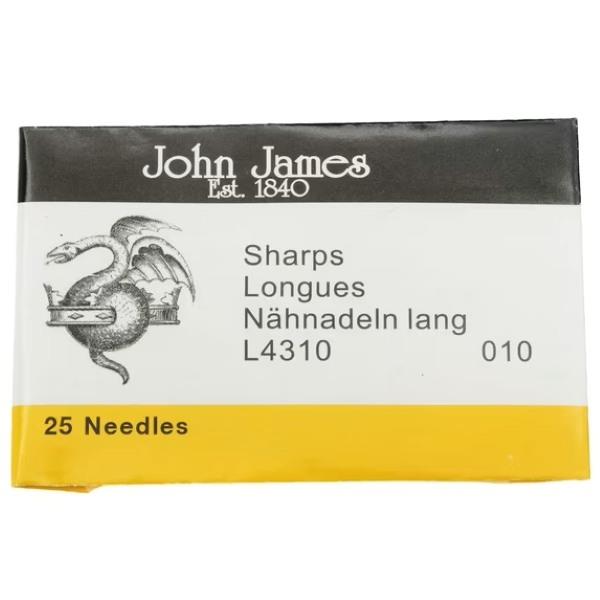 John James
Est. 1840
Sharps
Longues
Nähnadeln lang
L4310 010
25 Needles